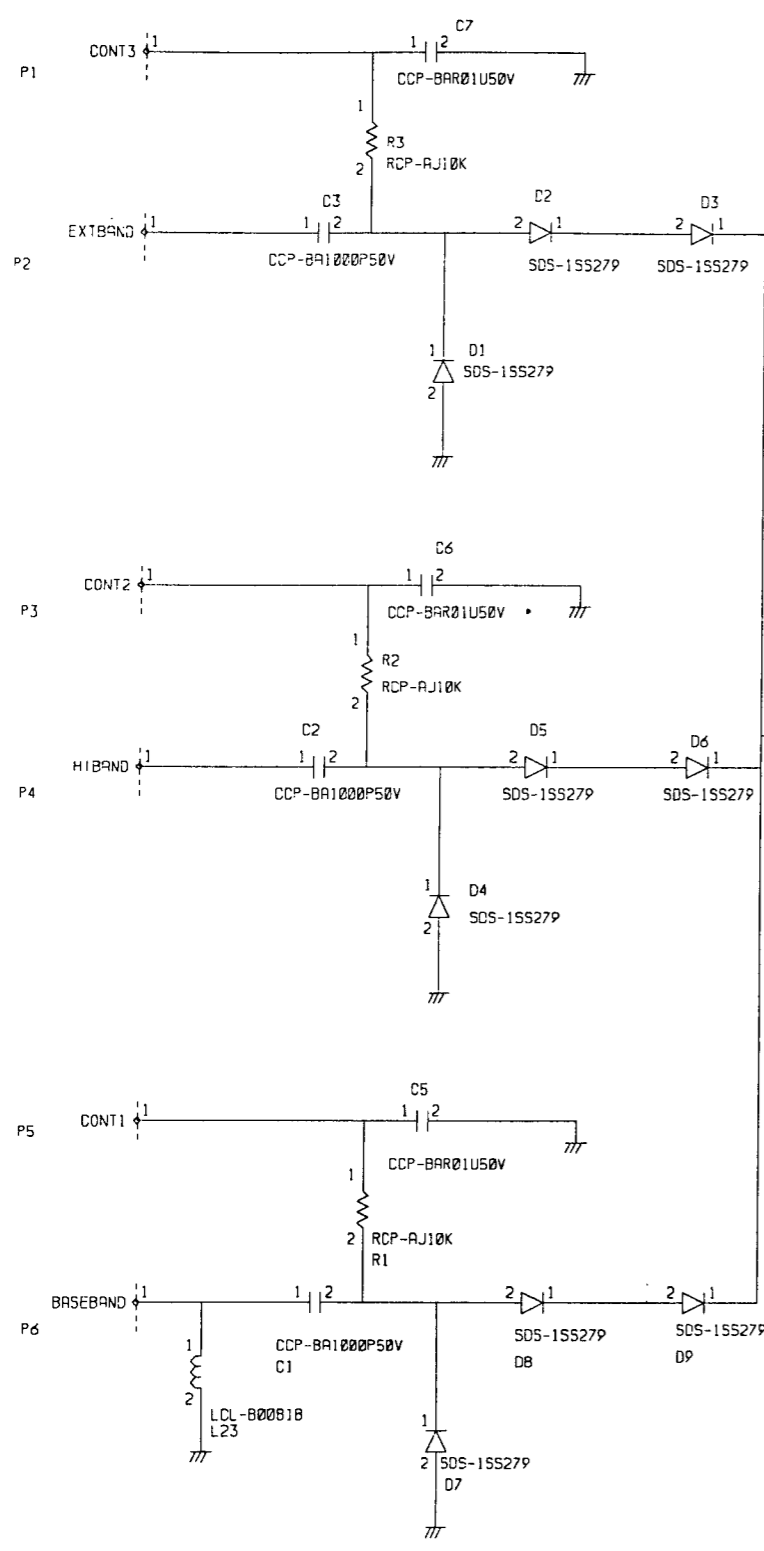 C7
CONT3 1 1 2
P1
CCP-BAR01U50V
1
R3
RCP-AJ10K
2
C3 D2 D3
EXTBAND 1 1 2 2 1 2 1
P2
CCP-BA1000P50V SDS-1SS279 SDS-1SS279
1 D1
SDS-1SS279
2
C6
CONT2 1 1 2
P3
CCP-BAR01U50V
1
R2
RCP-AJ10K
2
C2 D5 D6
HIBAND 1 1 2 2 1 2 1
P4
CCP-BA1000P50V SDS-1SS279 SDS-1SS279
1 D4
SDS-1SS279
2
C5
CONT1 1 1 2
P5
CCP-BAR01U50V
1
2 RCP-AJ10K
R1
BASEBAND 1 1 2 2 1 2 1
P6
CCP-BA1000P50V SDS-1SS279 SDS-1SS279
C1 D8 D9
1
2
L23
1
2 SDS-1SS279
D7